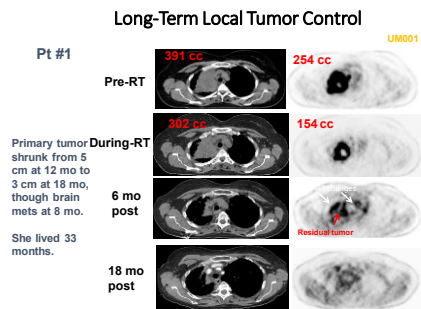 Long-Term Local Tumor Control
UM001
Pt #1
391 cc
254 cc
Pre-RT
302 cc
154 cc
During-RT
Primary tumor
shrunk from 5
cm at 12 mo to
3 cm at 18 mo,
though brain
mets at 8 mo.
She lived 33
months.
6 mo
post
Residual tumor
18 mo
post